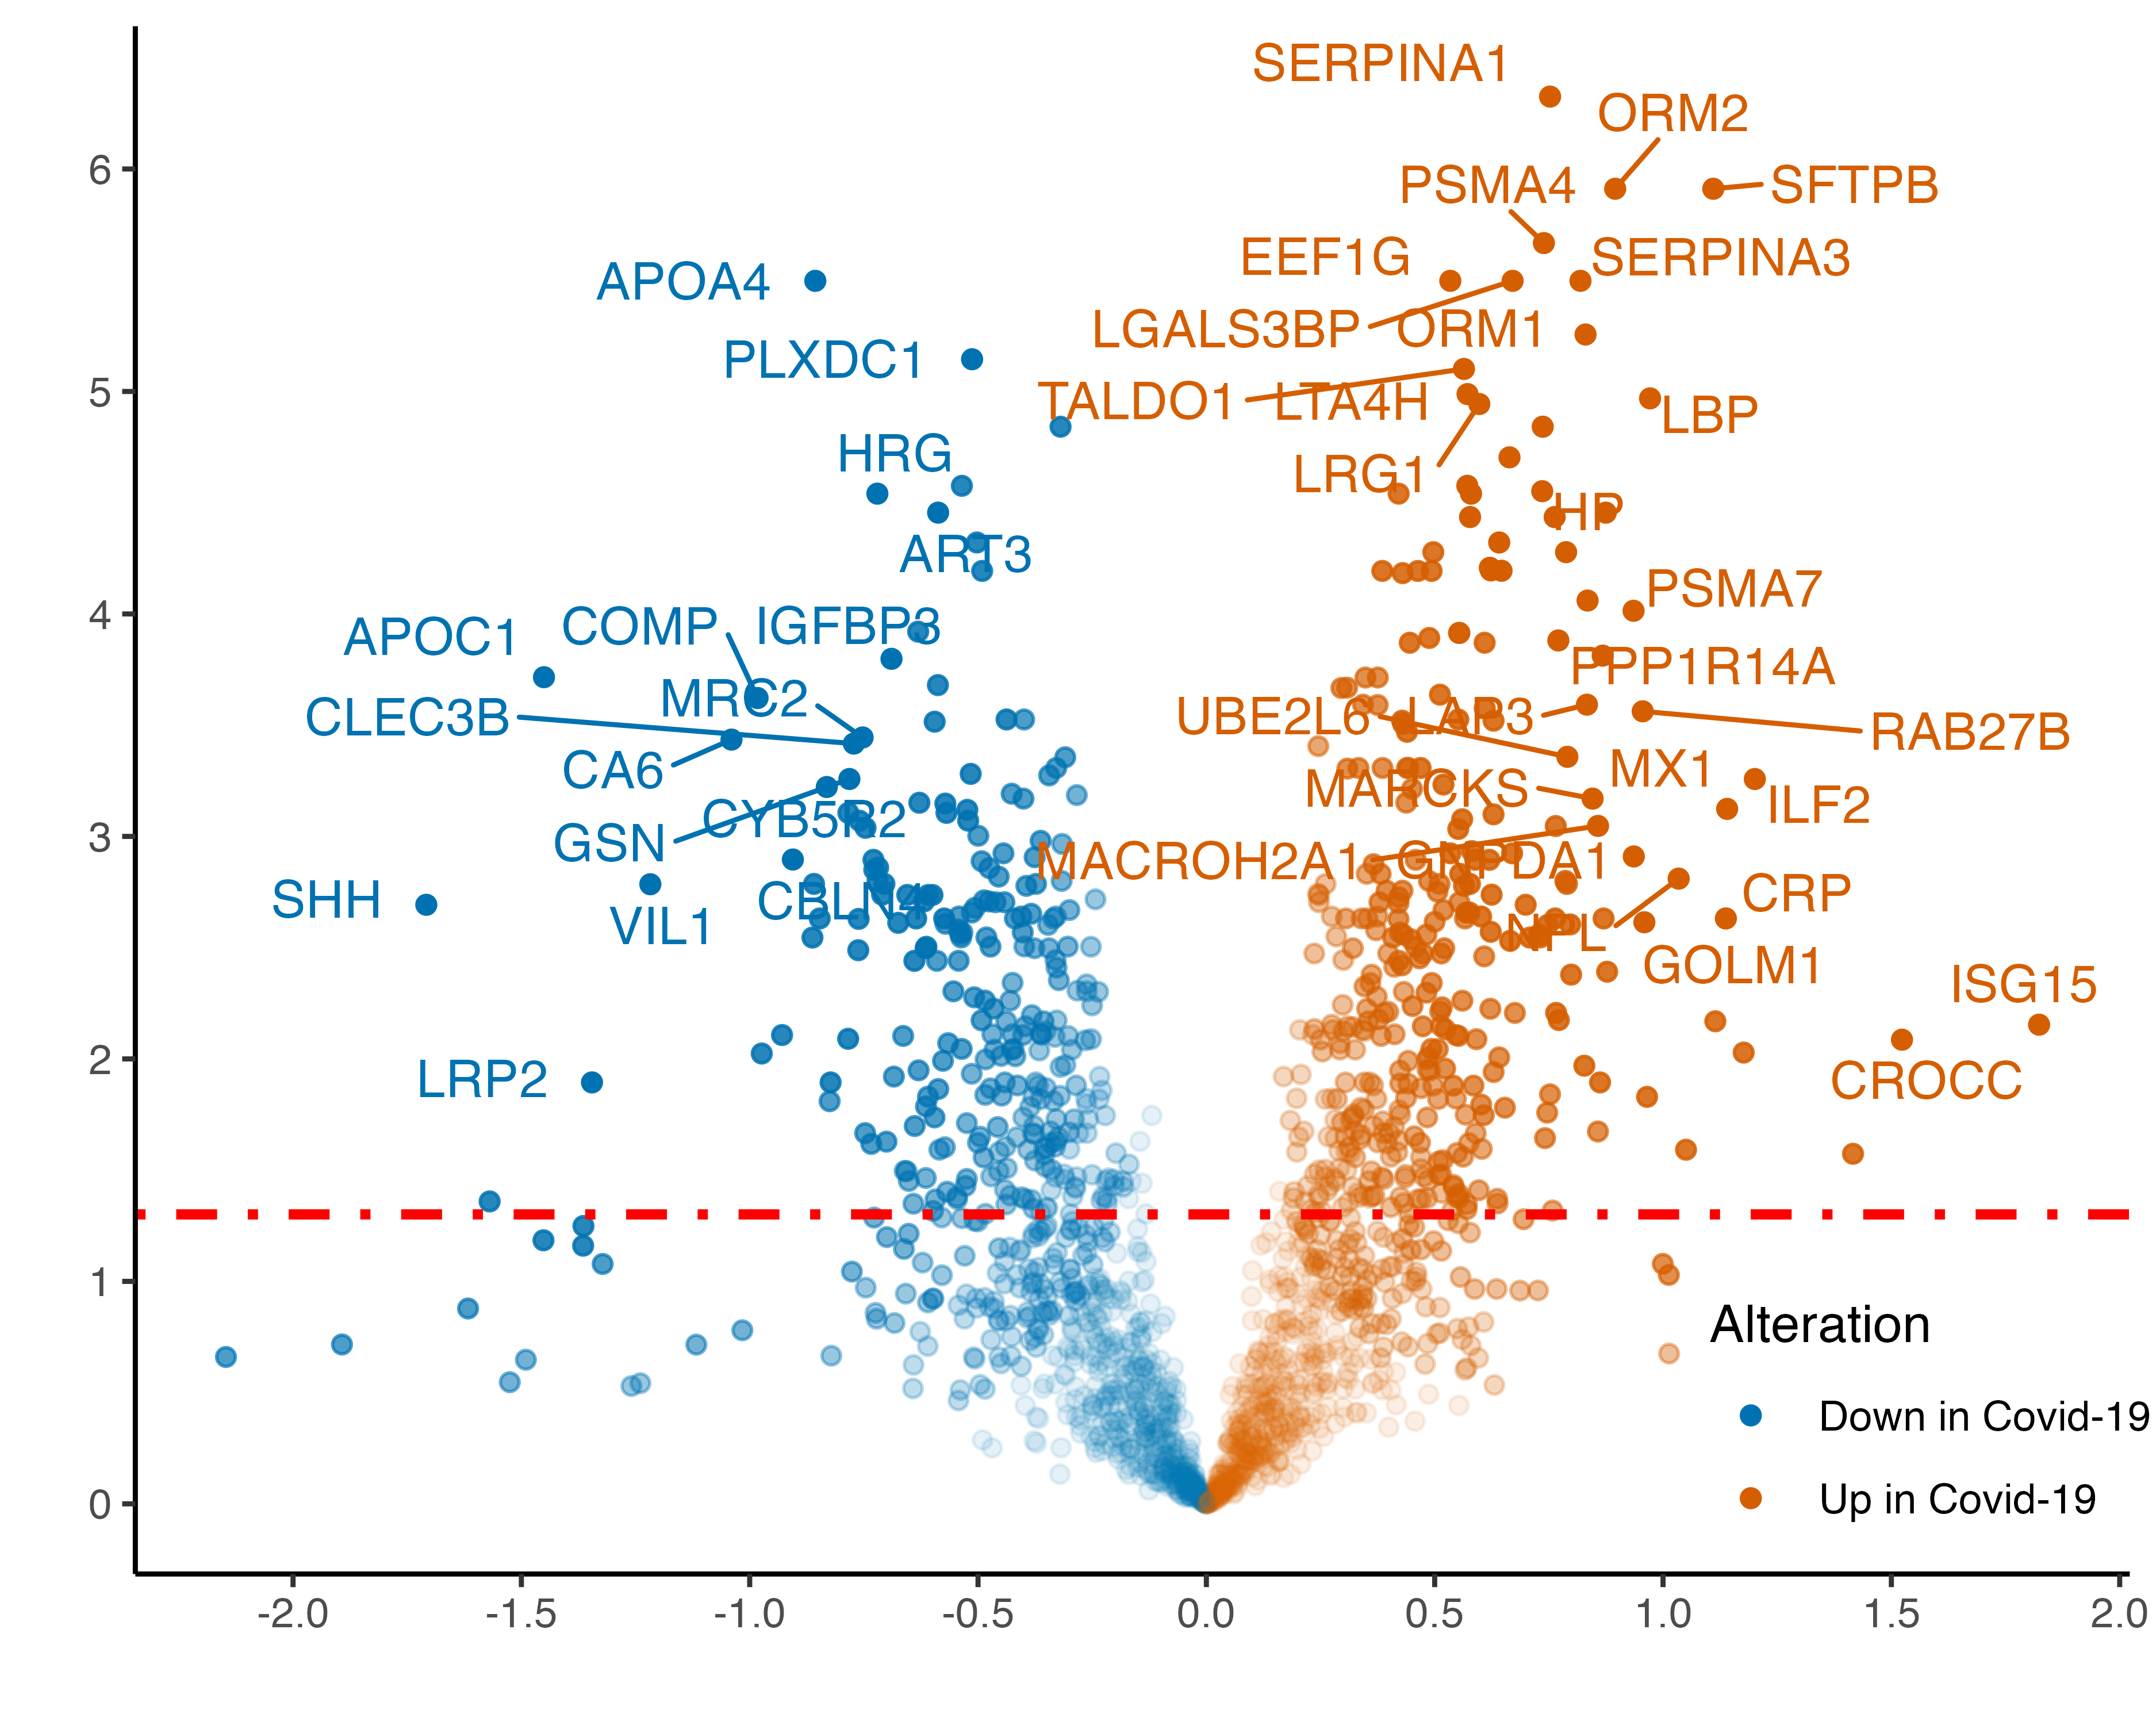 SERPINA1
ORM2
PSMA4
SFTPB
EEF1G
SERPINA3
APOA4
LGALS3BP
ORM1
PLXDC1
TALDO1
LTA4H
LBP
HRG
LRG1
HP
ART3
PSMA7
COMP
IGFBP3
APOC1
PPP1R14A
MRC2
CLEC3B
UBE2L6
LAP3
RAB27B
CA6
MX1
MARCKS
ILF2
CYB5R2
GSN
MACROH2A1
GNPDA1
SHH
CBLN4
CRP
VIL1
NPL
GOLM1
ISG15
LRP2
CROCC
6
5
4
3
2
1
0
-2.0
-1.5
-1.0
-0.5
0.0
0.5
1.0
1.5
2.0
Alteration
Down in Covid-19
Up in Covid-19